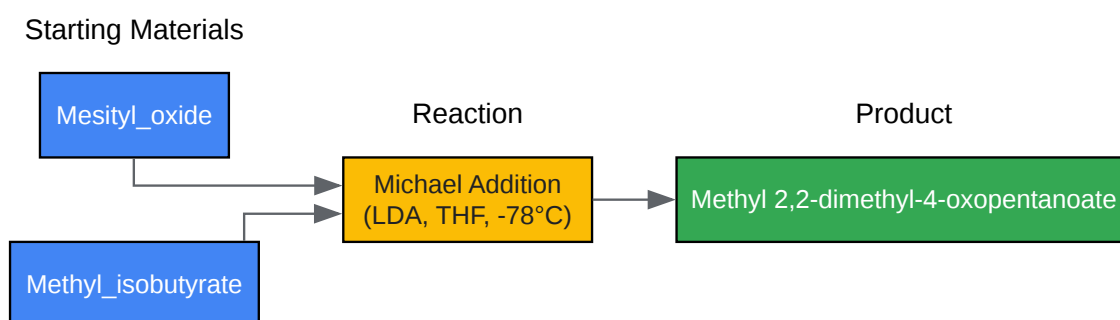 Starting Materials
Mesityl_oxide
Reaction
Product
Michael Addition
(LDA, THF, -78°C)
Methyl 2,2-dimethyl-4-oxopentanoate
Methyl_isobutyrate